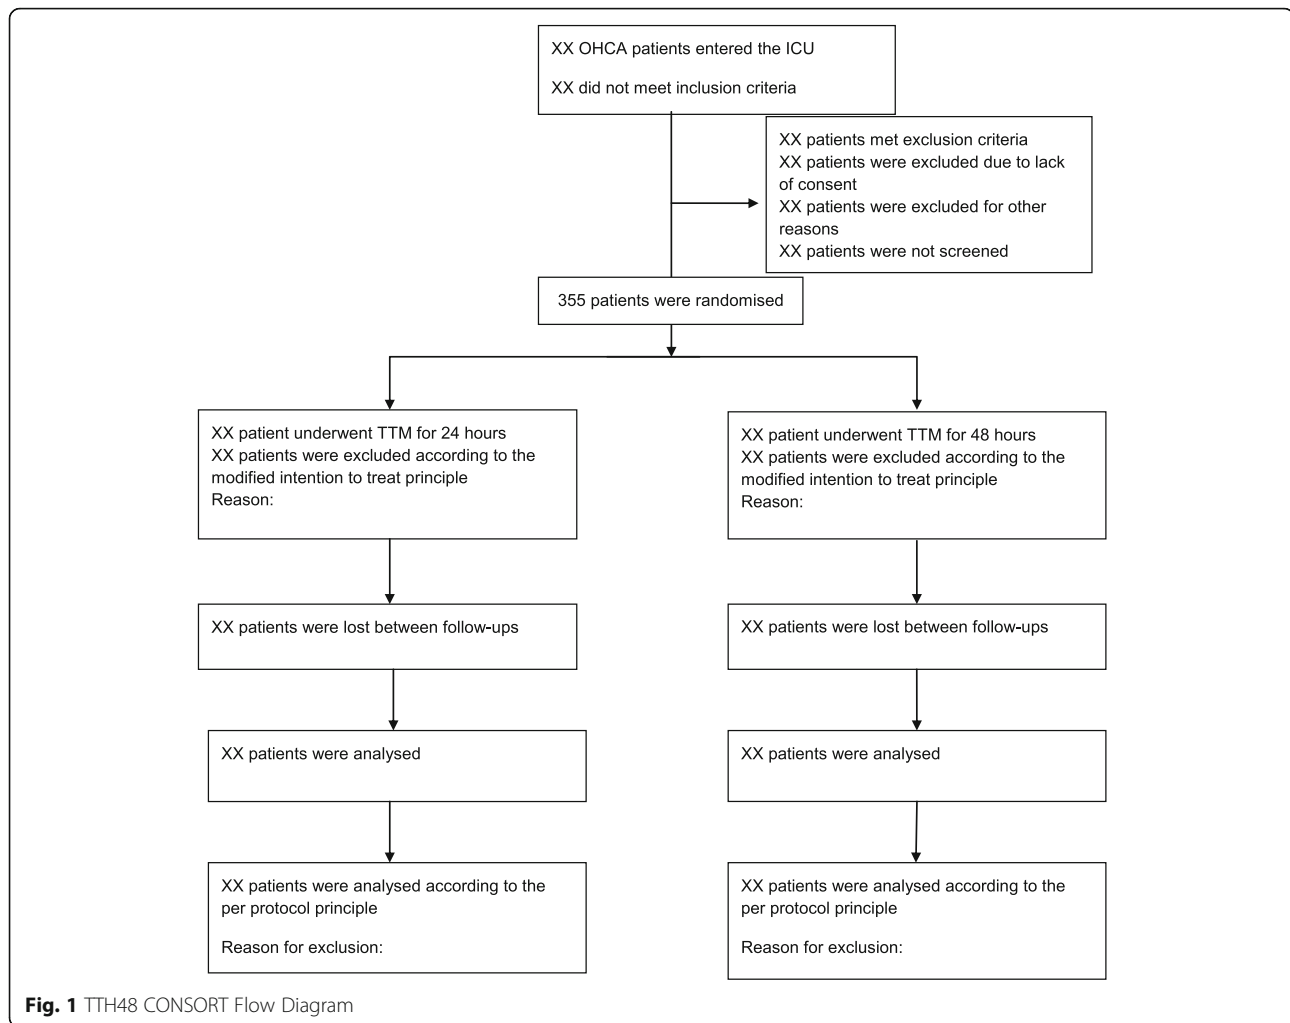 XX OHCA patients entered the ICU
XX did not meet inclusion criteria
XX patients met exclusion criteria
XX patients were excluded due to lack
of consent
XX patients were excluded for other
reasons
XX patients were not screened
355 patients were randomised
XX patient underwent TTM for 24 hours
XX patients were excluded according to the
modified intention to treat principle
Reason:
XX patient underwent TTM for 48 hours
XX patients were excluded according to the
modified intention to treat principle
Reason:
XX patients were lost between follow-ups
XX patients were lost between follow-ups
XX patients were analysed
XX patients were analysed
XX patients were analysed according to the
per protocol principle
Reason for exclusion:
XX patients were analysed according to the
per protocol principle
Reason for exclusion:
Fig. 1 TTH48 CONSORT Flow Diagram